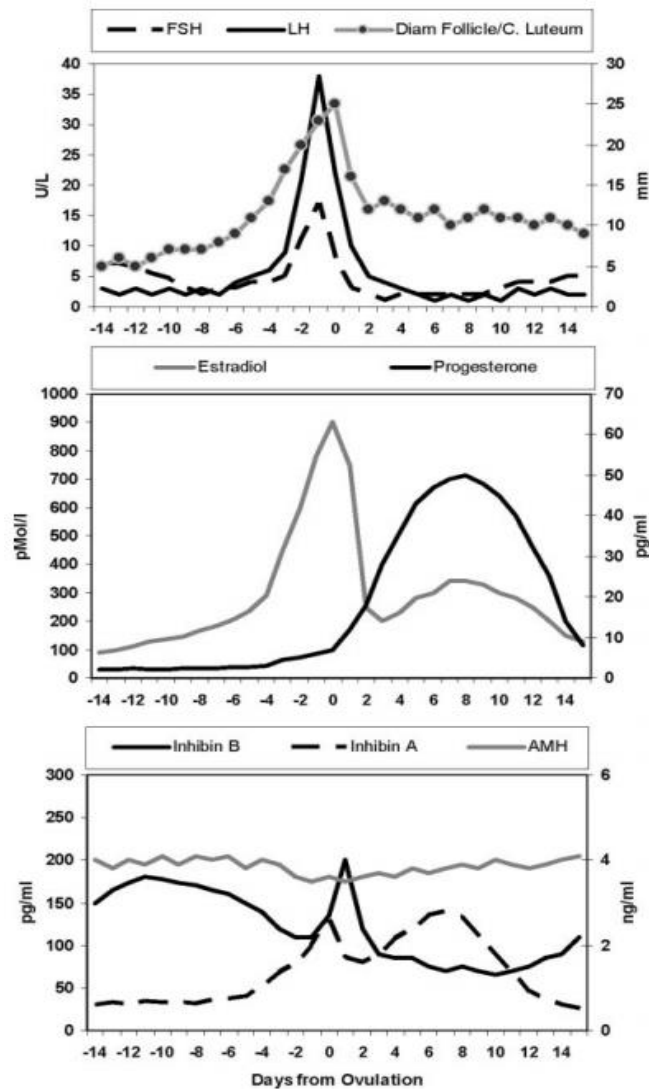 FSH LH Diam Follicle/C. Luteum
40 30
35
25
30
20
25
20 15
15
10
10
5
5
0 0
U/L
mm
-14 -12 -10 -8 -6 -4 -2 0 2 4 6 8 10 12 14
Estradiol Progesterone
1000 70
900
60
800
50
700
600 40
500
30
400
300 20
200
10
100
0 0
pMol/l
pg/ml
-14 -12 -10 -8 -6 -4 -2 0 2 4 6 8 10 12 14
Inhibin B Inhibin A AMH
300 6
250
200 4
150
100 2
50
0 0
pg/ml
ng/ml
-14 -12 -10 -8 -6 -4 -2 0 2 4 6 8 10 12 14
Days from Ovulation